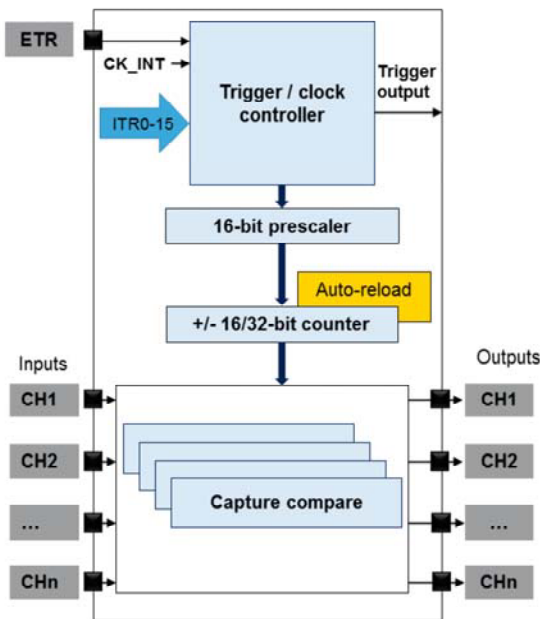 ETR
CK_INT
ITR0-15
Trigger / clock
controller
Trigger
output
16-bit prescaler
Auto-reload
+/- 16/32-bit counter
Inputs
Outputs
CH1
CH1
CH2
CH2
Capture compare
...
...
CHn
CHn